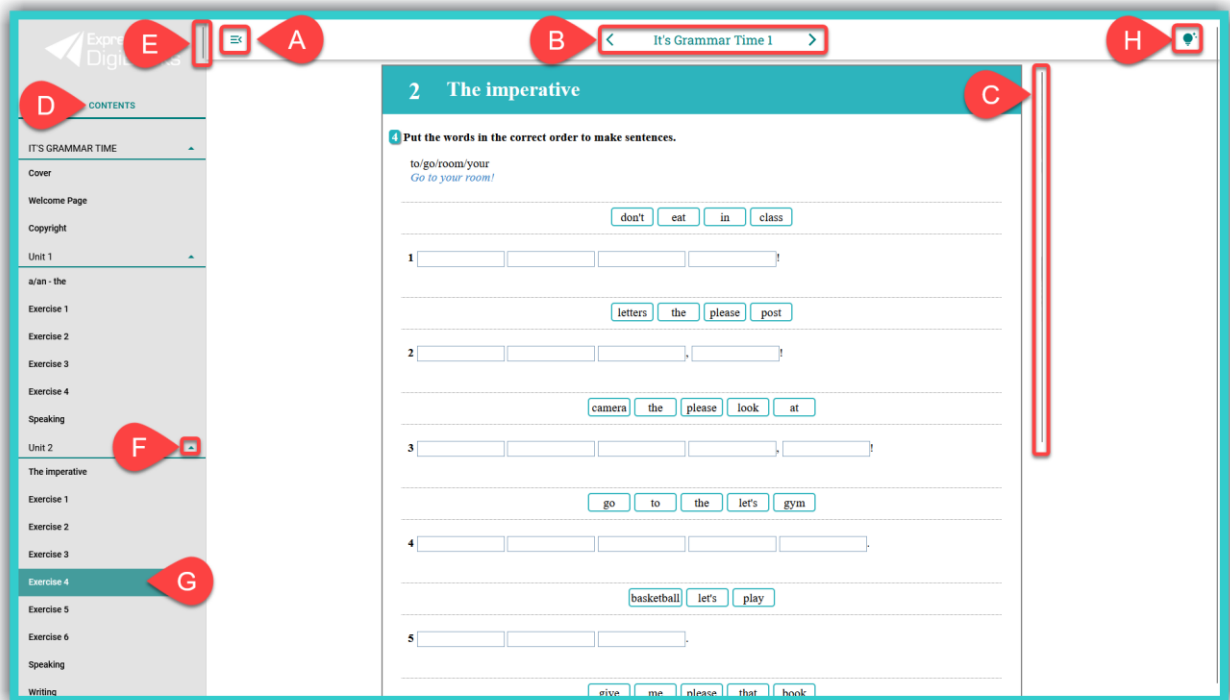 E
A
B
It's Grammar Time 1
H
D
CONTENTS
IT'S GRAMMAR TIME
Cover
Welcome Page
Copyright
Unit 1
a/an - the
Exercise 1
Exercise 2
Exercise 3
Exercise 4
Speaking
Unit 2
F
The imperative
Exercise 1
Exercise 2
Exercise 3
Exercise 4
G
Exercise 5
Exercise 6
Speaking
Writing
2 The imperative
C
4 Put the words in the correct order to make sentences.
to/go/room/your
Go to your room!
don't eat in class
1 !
letters the please post
2 , !
camera the please look at
3 , !
go to the let's gym
4 .
basketball let's play
5 .
give me please that book